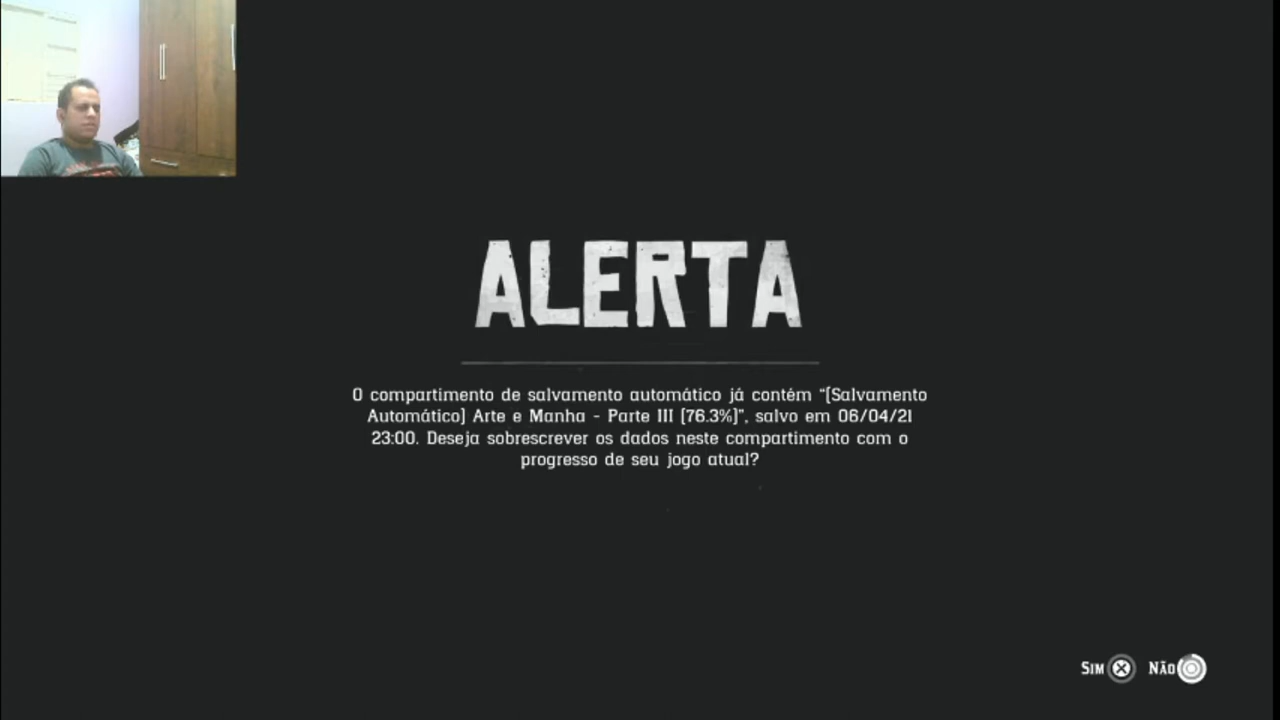 ALERTA
O compartimento de salvamento automático já contém “(Salvamento
Automático) Arte e Manha - Parte III (76.3%)”, salvo em 06/04/21
23:00. Deseja sobrescrever os dados neste compartimento com o
progresso de seu jogo atual?
SIM NÃO